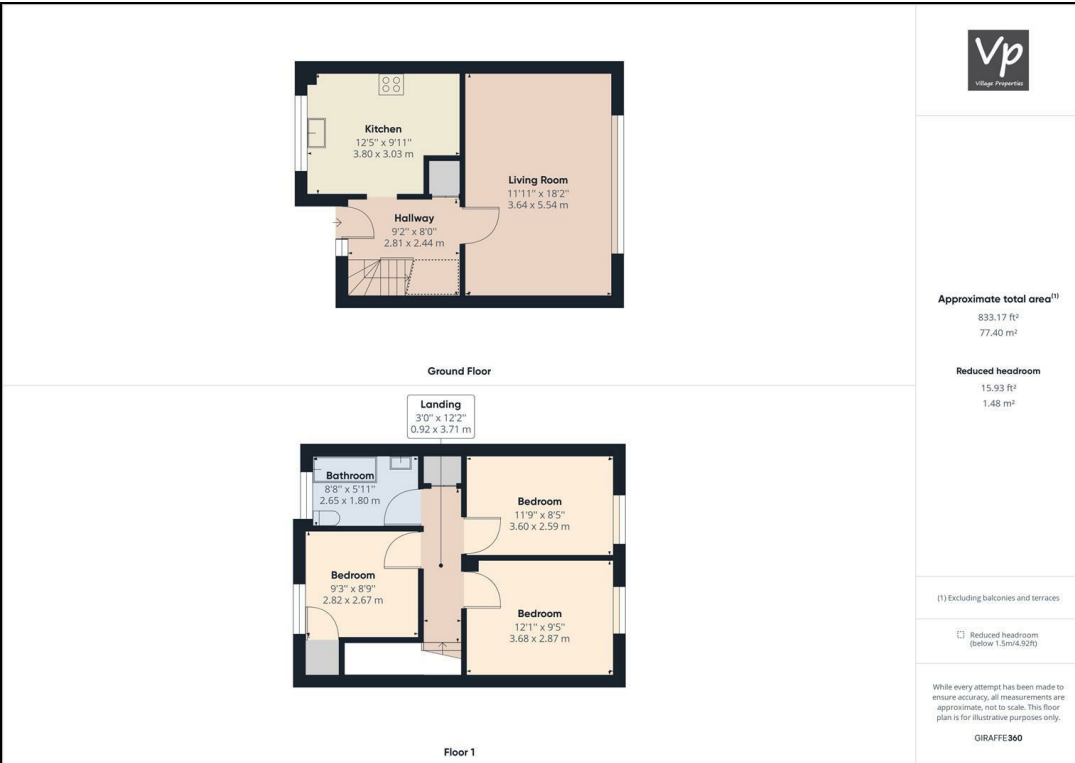 Kitchen
12'5" x 9'11"
3.80 x 3.03 m
Living Room
11'11" x 18'2"
3.64 x 5.54 m
Hallway
9'2" x 8'0"
2.81 x 2.44 m
Ground Floor
Landing
3'0" x 12'2"
0.92 x 3.71 m
Bathroom
8'8" x 5'11"
2.65 x 1.80 m
Bedroom
11'9" x 8'5"
3.60 x 2.59 m
Bedroom
9'3" x 8'9"
2.82 x 2.67 m
Bedroom
12'1" x 9'5"
3.68 x 2.87 m
Floor 1
Vp
Village Properties
Approximate total area(1)
833.17 ft²
77.40 m²
Reduced headroom
15.93 ft²
1.48 m²
(1) Excluding balconies and terraces
Reduced headroom
(below 1.5m/4.92ft)
While every attempt has been made to
ensure accuracy, all measurements are
approximate, not to scale. This floor
plan is for illustrative purposes only.
GIRAFFE360